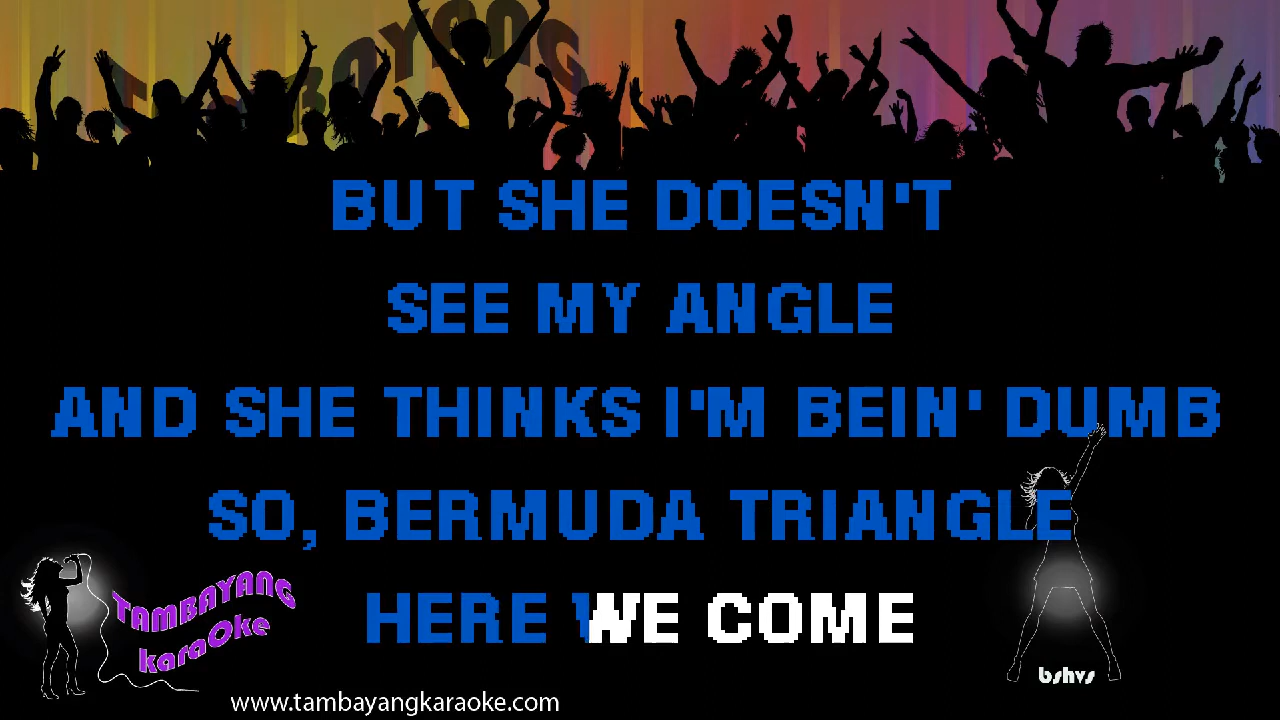 TAMBAYANG
BUT SHE DOESN'T
SEE MY ANGLE
AND SHE THINKS I'M BEIN' DUMB
SO, BERMUDA TRIANGLE
HERE WE COME
TAMBAYANG
karaOke
bshvs
www.tambayangkaraoke.com